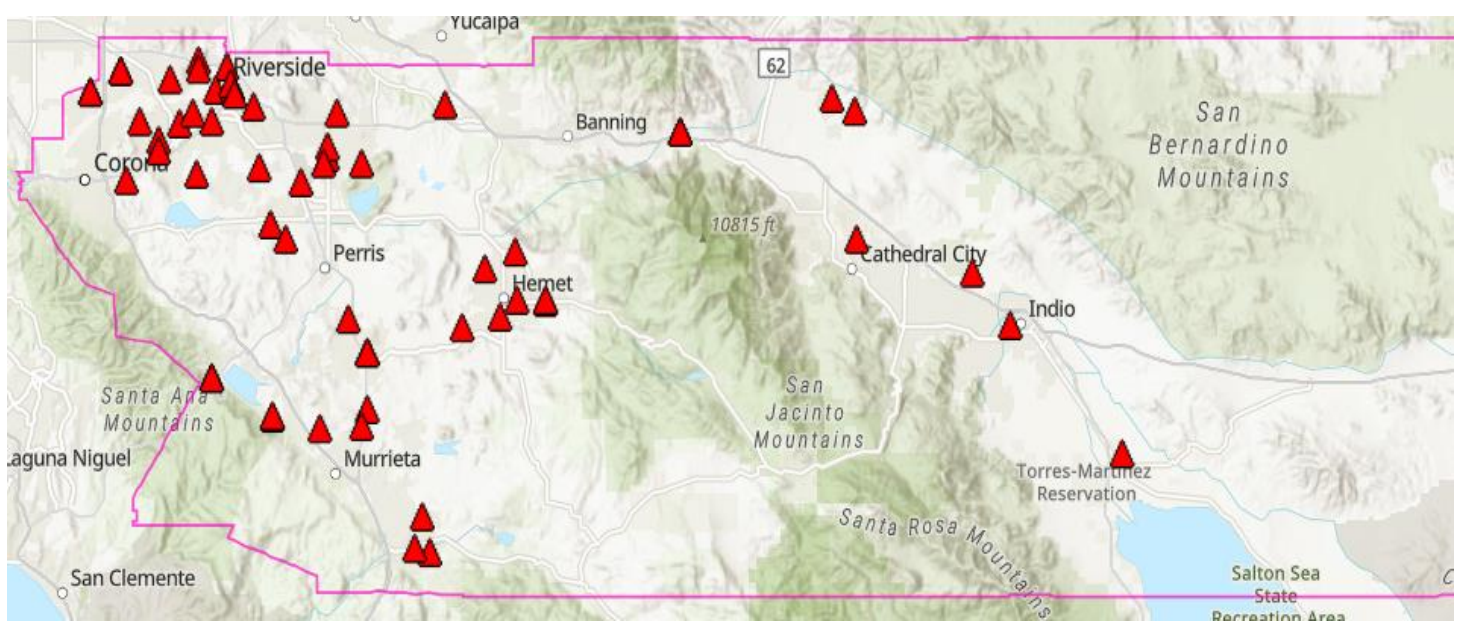 Yucaipa
Riverside
62
Banning
San
Bernardino
Mountains
Corona
10815 ft
Perris
Cathedral City
Hemet
Indio
Santa Ana
Mountains
San
Jacinto
Mountains
Laguna Niguel
Murrieta
Torres-Martinez
Reservation
Santa Rosa Mountains
San Clemente
Salton Sea
State
Recreation Area
C